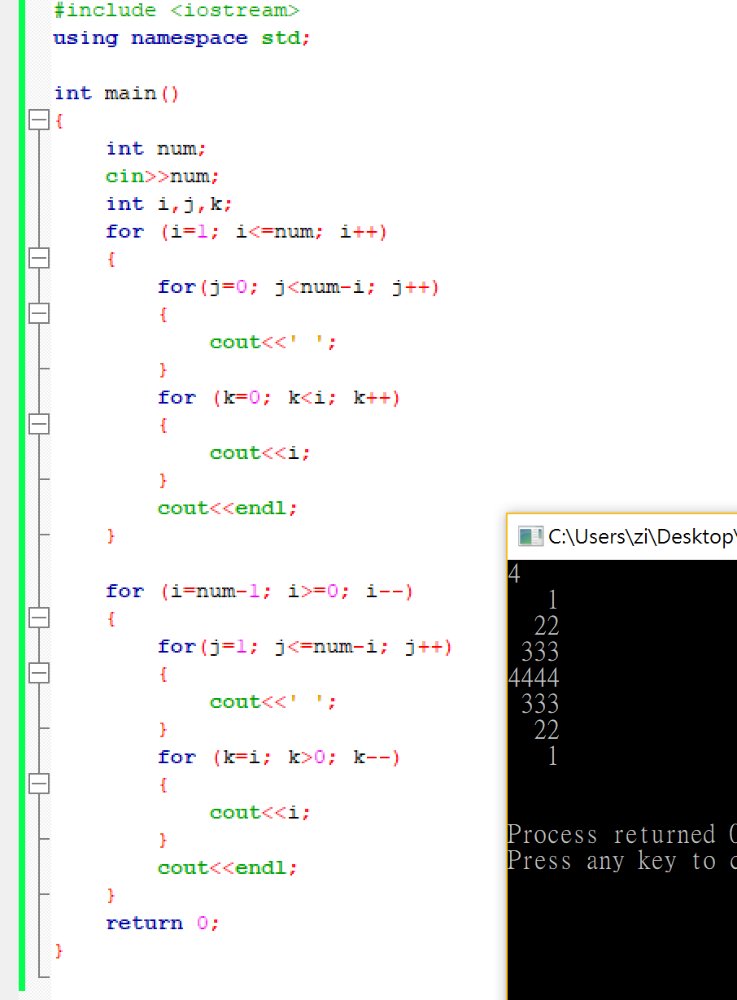 #include <iostream>
using namespace std;

int main()
{
    int num;
    cin>>num;
    int i,j,k;
    for (i=1; i<=num; i++)
    {
        for(j=0; j<num-i; j++)
        {
            cout<<' ';
        }
        for (k=0; k<i; k++)
        {
            cout<<i;
        }
        cout<<endl;
    }

    for (i=num-1; i>=0; i--)
    {
        for(j=1; j<=num-i; j++)
        {
            cout<<' ';
        }
        for (k=i; k>0; k--)
        {
            cout<<i;
        }
        cout<<endl;
    }
    return 0;
}
C:\Users\zi\Desktop\
4
   1
  22
 333
4444
 333
  22
   1

Process returned 0
Press any key to c